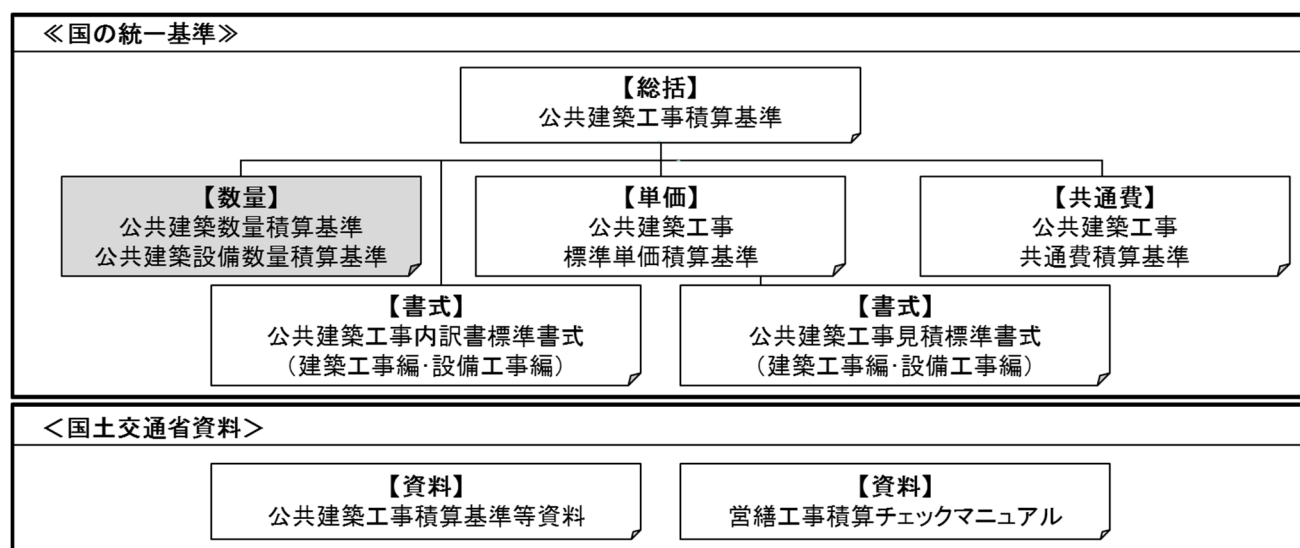 ≪国の統一基準≫
【総括】
公共建築工事積算基準
【数量】
公共建築数量積算基準
公共建築設備数量積算基準
【単価】
公共建築工事
標準単価積算基準
【共通費】
公共建築工事
共通費積算基準
【書式】
公共建築工事内訳書標準書式
（建築工事編・設備工事編）
【書式】
公共建築工事見積標準書式
（建築工事編・設備工事編）
＜国土交通省資料＞
【資料】
公共建築工事積算基準等資料
【資料】
営繕工事積算チェックマニュアル